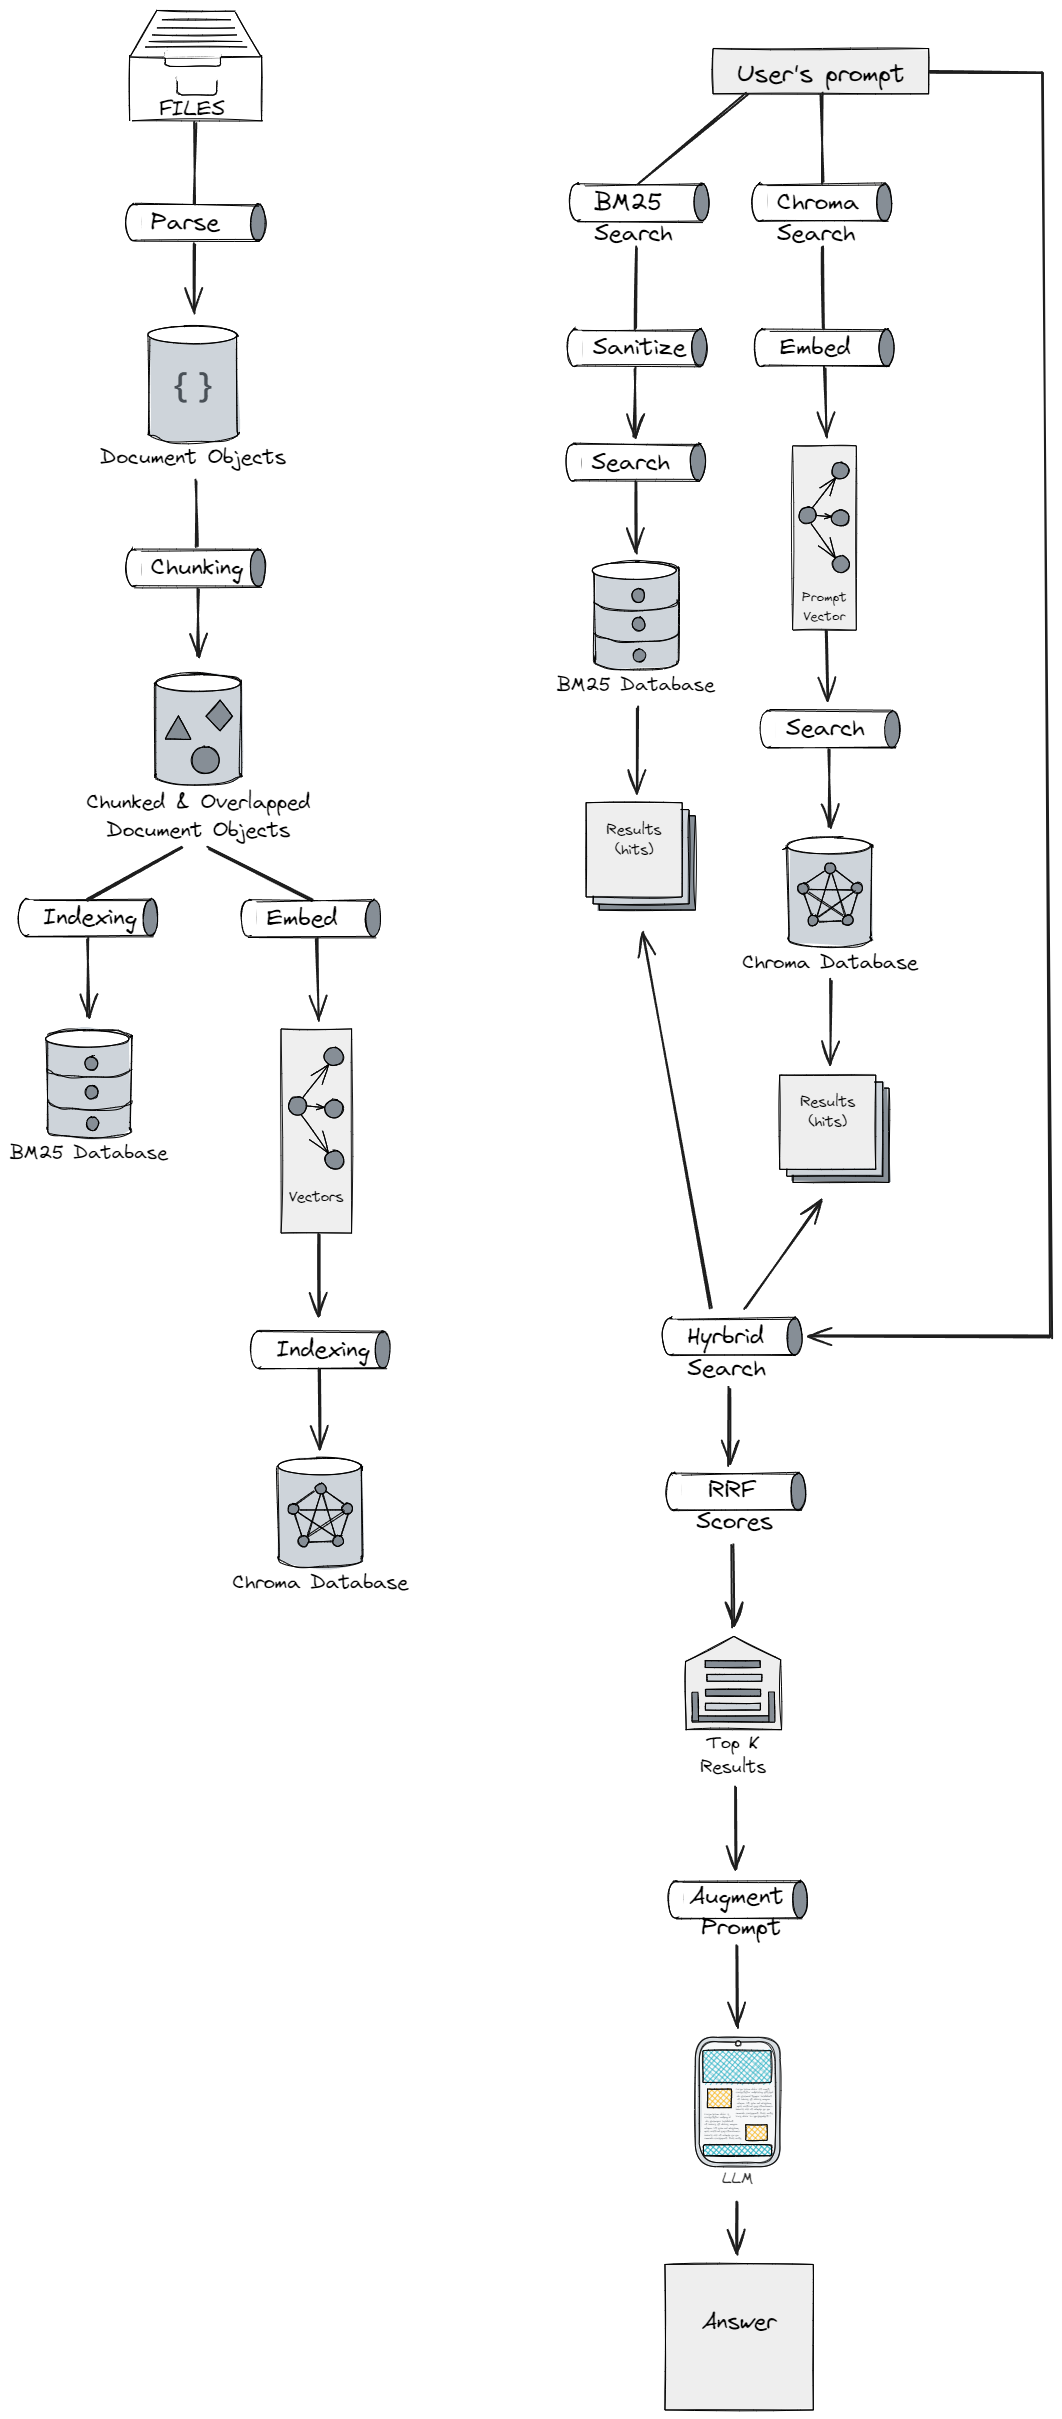 FILES
Parse
{ }
Document Objects
Chunking
Chunked & Overlapped
Document Objects
Indexing
Embed
BM25 Database
Vectors
Indexing
Chroma Database
User's prompt
BM25
Search
Chroma
Search
Sanitize
Embed
Search
Prompt
Vector
BM25 Database
Search
Results
(hits)
Chroma Database
Results
(hits)
Hyrbrid
Search
RRF
Scores
Top K
Results
Augment
Prompt
LLM
Answer